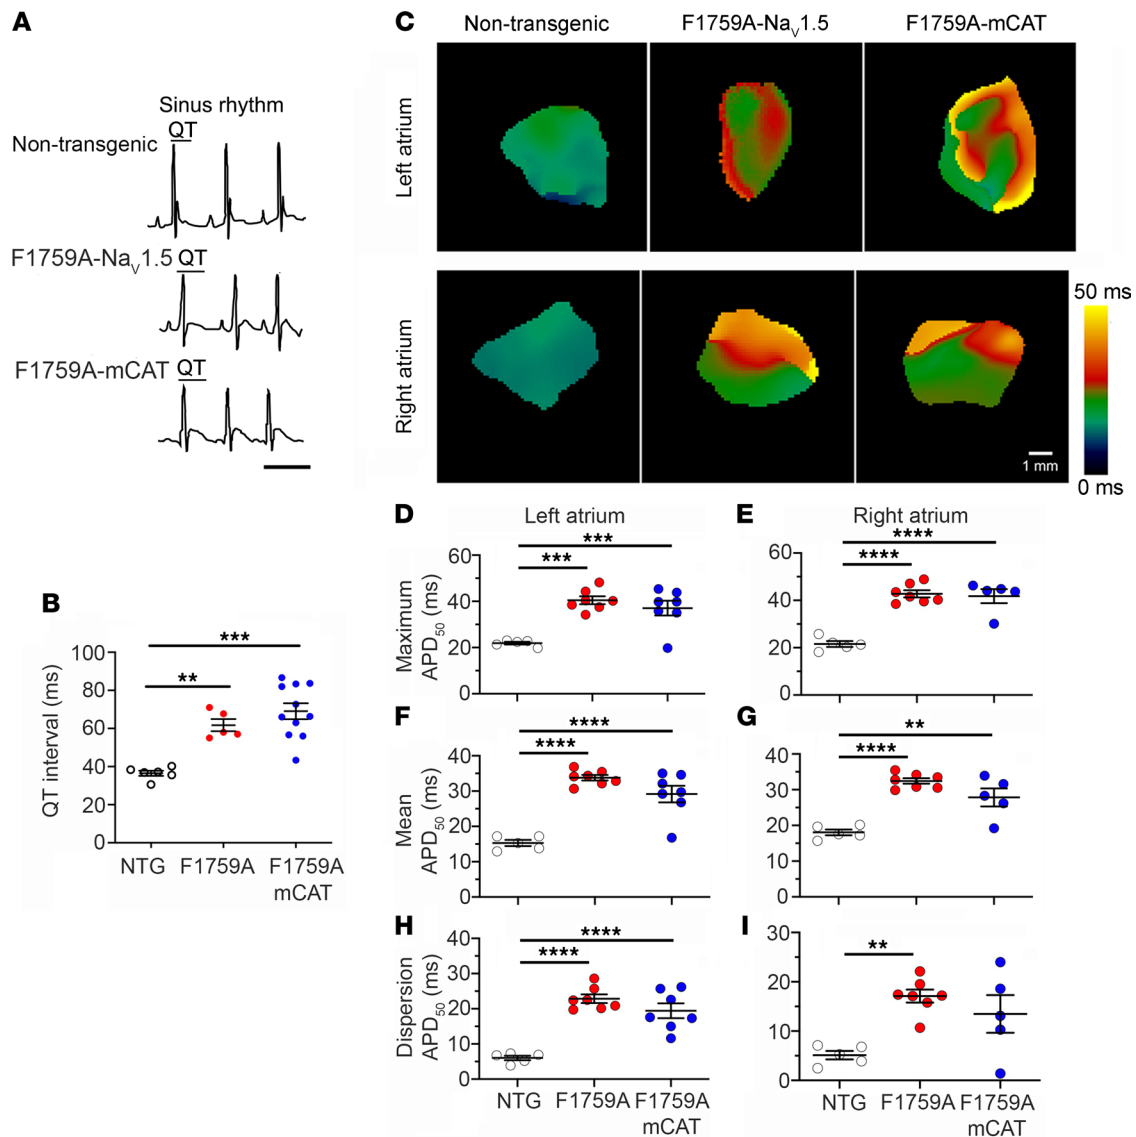 A
Sinus rhythm
QT
Non-transgenic
F1759A-NaV1.5 QT
F1759A-mCAT QT
B
***
**
QT interval (ms)
100
80
60
40
20
0
NTG
F1759A
F1759A
mCAT
C
Non-transgenic
F1759A-NaV1.5
F1759A-mCAT
Left atrium
Right atrium
50 ms
0 ms
1 mm
D
Left atrium
***
***
Maximum
APD50 (ms)
60
40
20
0
E
Right atrium
****
****
60
40
20
0
F
****
****
Mean
APD50 (ms)
40
30
20
10
0
G
**
****
40
30
20
10
0
H
****
****
Dispersion
APD50 (ms)
40
30
20
10
0
NTG
F1759A
F1759A
mCAT
I
**
30
20
10
0
NTG
F1759A
F1759A
mCAT